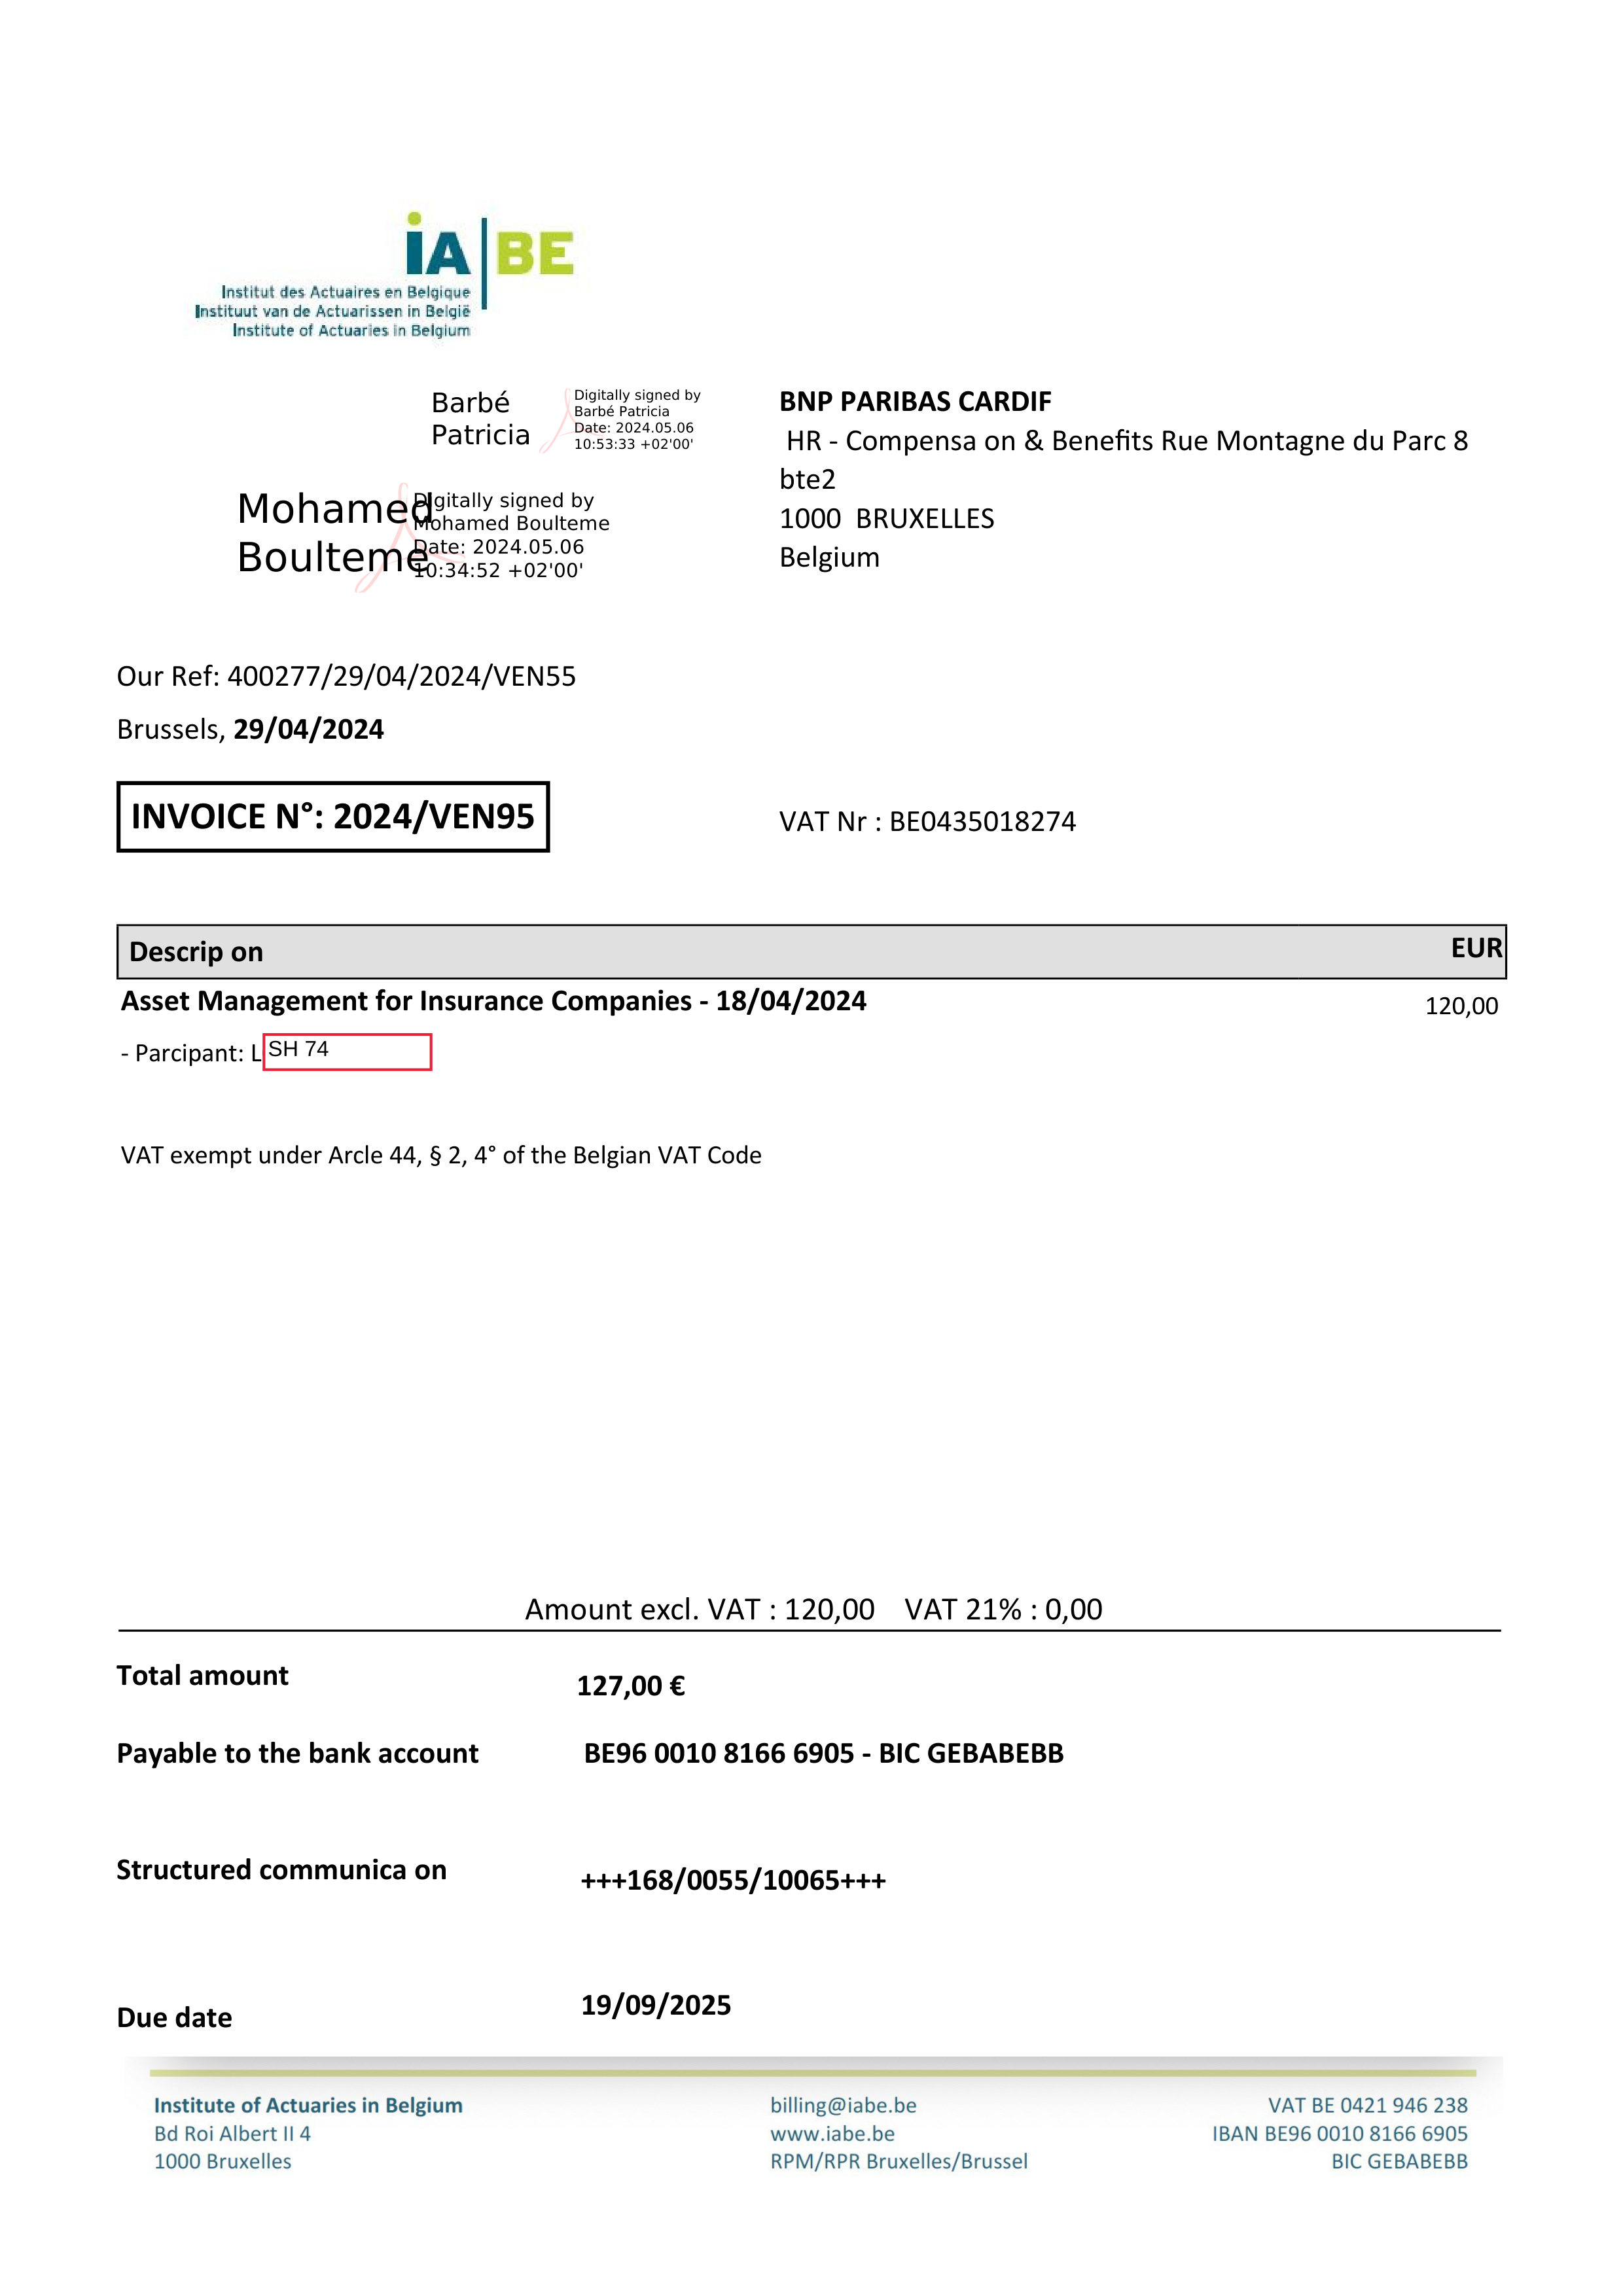 iA BE
Institut des Actuaires en Belgique
Instituut van de Actuarissen in België
Institute of Actuaries in Belgium
Barbé
Patricia
Digitally signed by
Barbé Patricia
Date: 2024.05.06
10:53:33 +02'00'
Mohamed
Boulteme
Digitally signed by
Mohamed Boulteme
Date: 2024.05.06
10:34:52 +02'00'
BNP PARIBAS CARDIF
HR - Compensa on & Benefits Rue Montagne du Parc 8
bte2
1000 BRUXELLES
Belgium
Our Ref: 400277/29/04/2024/VEN55
Brussels, 29/04/2024
INVOICE N°: 2024/VEN95
VAT Nr : BE0435018274
Descrip on EUR
Asset Management for Insurance Companies - 18/04/2024 120,00
- Parcipant: L SH 74
VAT exempt under Arcle 44, § 2, 4° of the Belgian VAT Code
Amount excl. VAT : 120,00 VAT 21% : 0,00
Total amount 127,00 €
Payable to the bank account BE96 0010 8166 6905 - BIC GEBABEBB
Structured communica on +++168/0055/10065+++
Due date 19/09/2025
Institute of Actuaries in Belgium
Bd Roi Albert II 4
1000 Bruxelles
billing@iabe.be
www.iabe.be
RPM/RPR Bruxelles/Brussel
VAT BE 0421 946 238
IBAN BE96 0010 8166 6905
BIC GEBABEBB